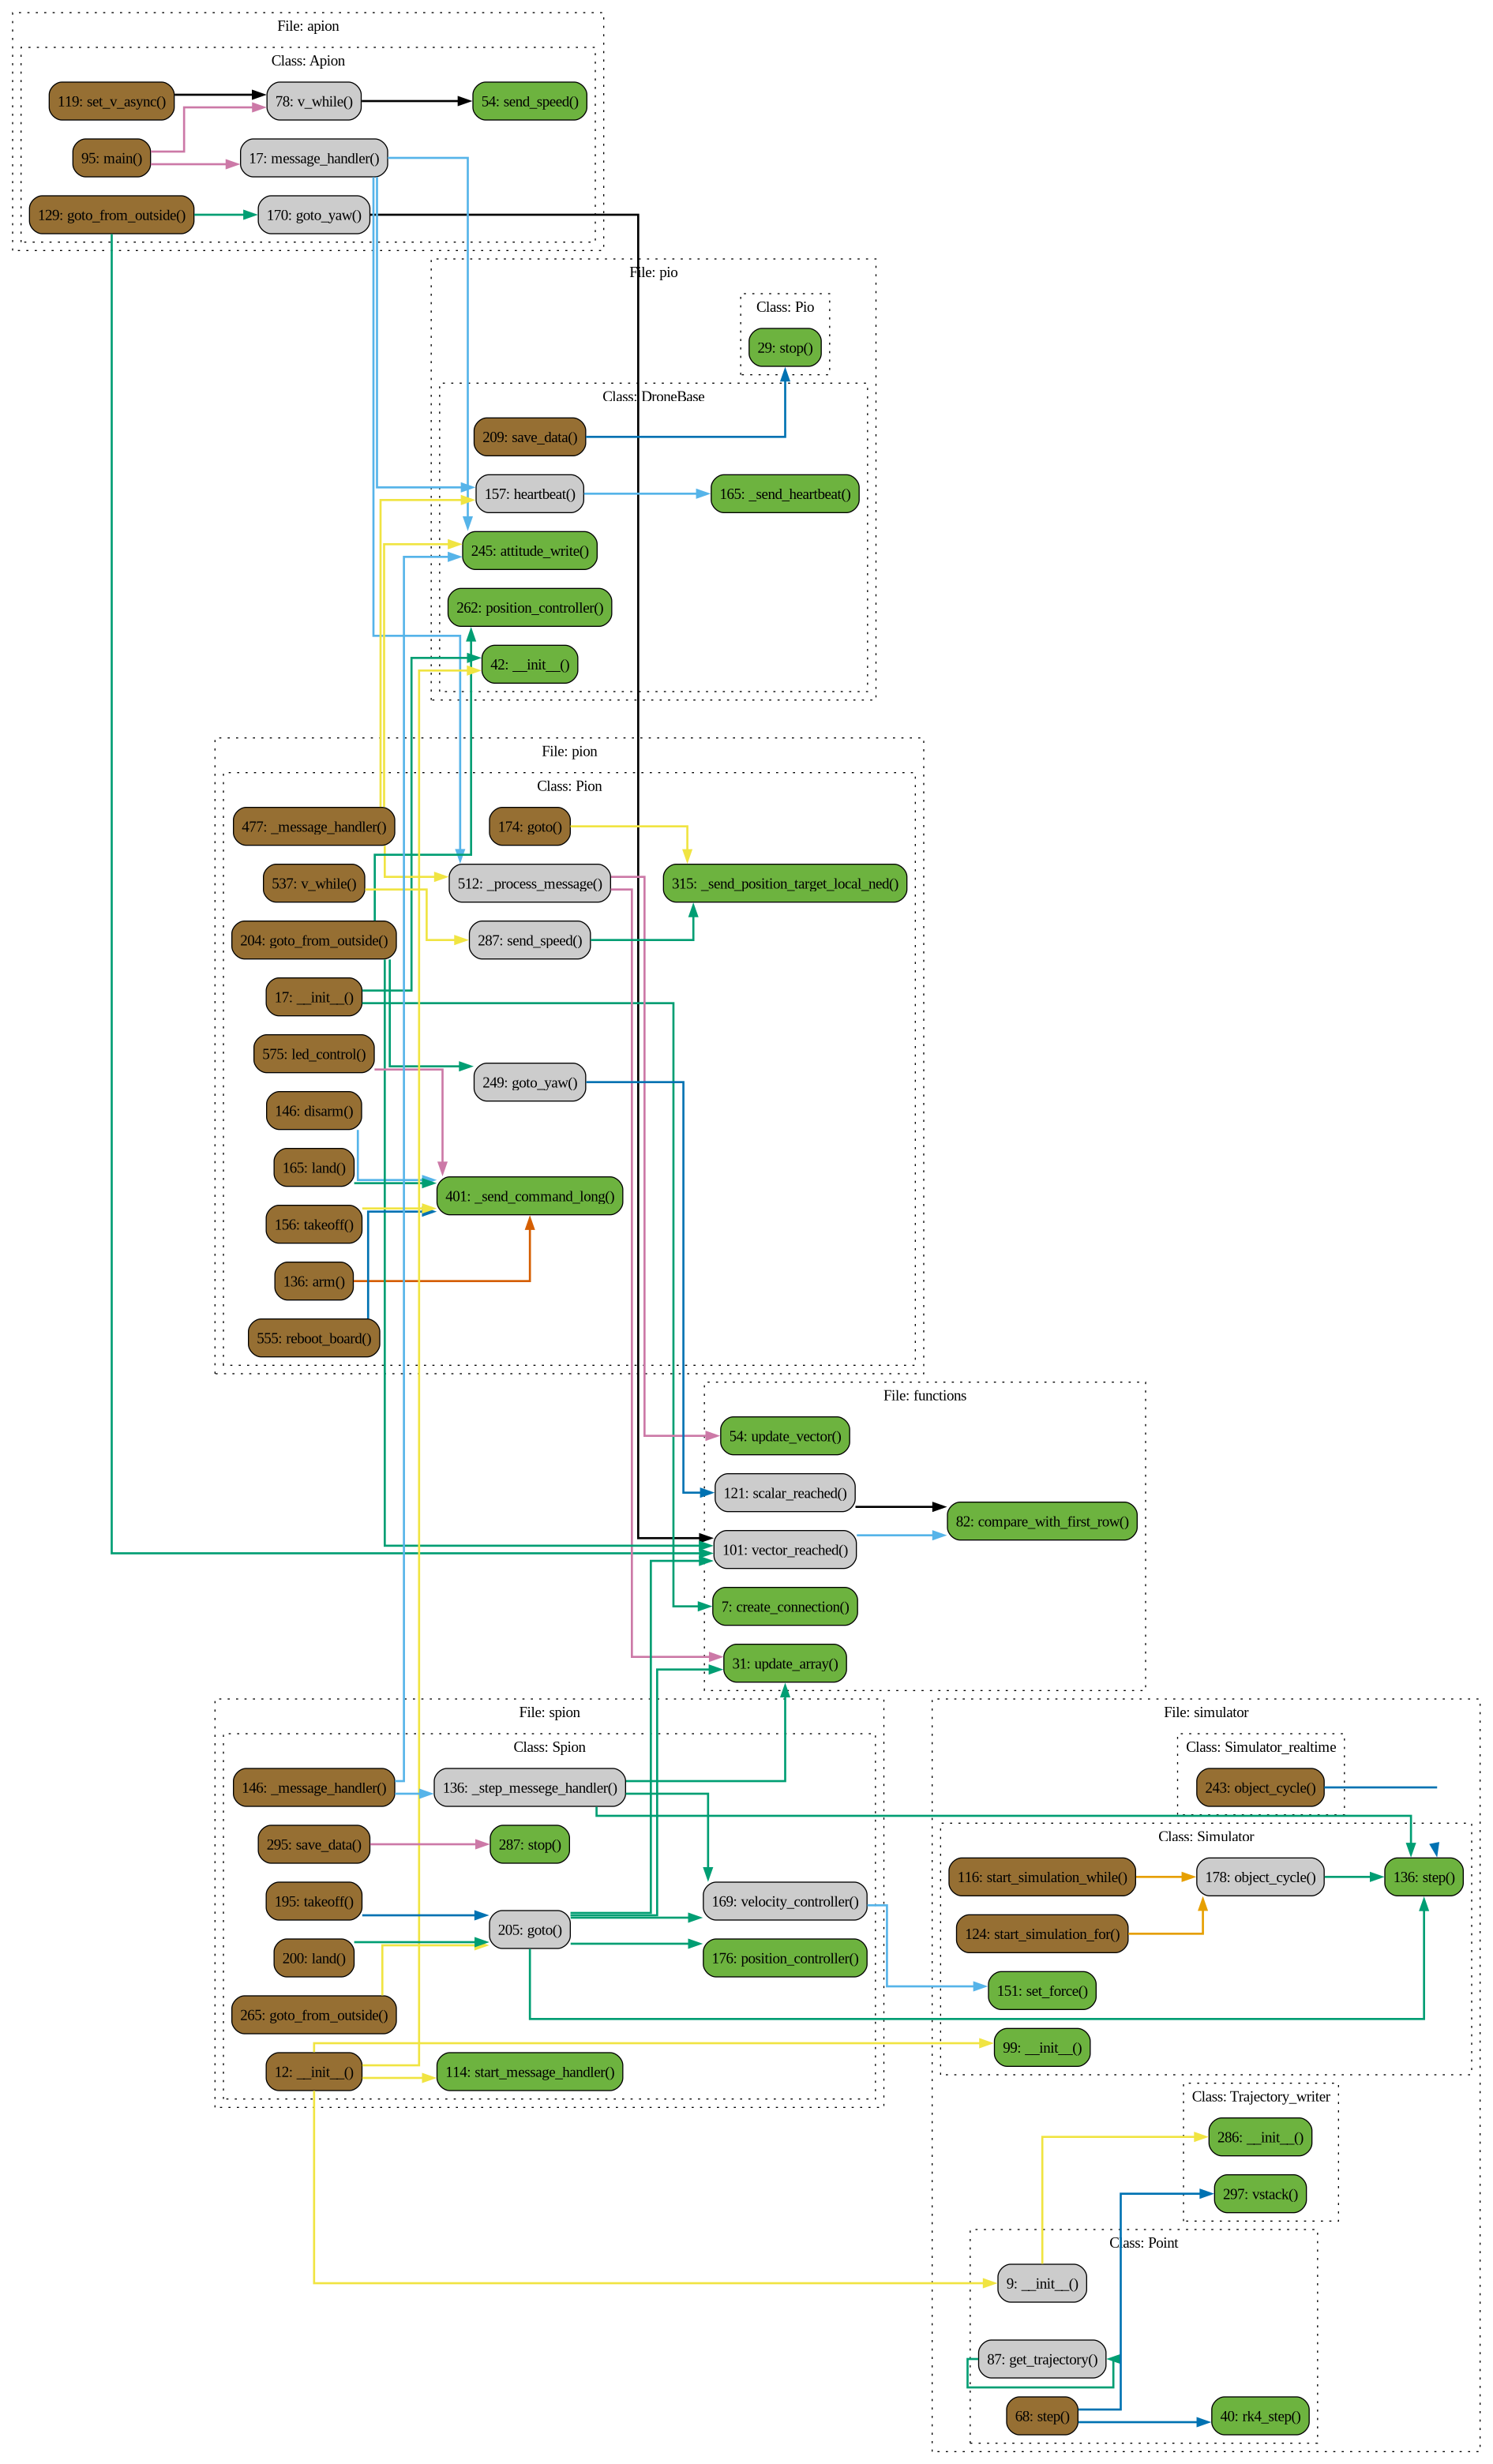 File: apion
Class: Apion
119: set_v_async()
78: v_while()
54: send_speed()
95: main()
17: message_handler()
129: goto_from_outside()
170: goto_yaw()
File: pio
Class: Pio
29: stop()
Class: DroneBase
209: save_data()
157: heartbeat()
165: _send_heartbeat()
245: attitude_write()
262: position_controller()
42: __init__()
File: pion
Class: Pion
477: _message_handler()
174: goto()
537: v_while()
512: _process_message()
315: _send_position_target_local_ned()
204: goto_from_outside()
287: send_speed()
17: __init__()
575: led_control()
249: goto_yaw()
146: disarm()
165: land()
401: _send_command_long()
156: takeoff()
136: arm()
555: reboot_board()
File: functions
54: update_vector()
121: scalar_reached()
82: compare_with_first_row()
101: vector_reached()
7: create_connection()
31: update_array()
File: spion
Class: Spion
146: _message_handler()
136: _step_messege_handler()
295: save_data()
287: stop()
195: takeoff()
169: velocity_controller()
205: goto()
200: land()
176: position_controller()
265: goto_from_outside()
12: __init__()
114: start_message_handler()
File: simulator
Class: Simulator_realtime
243: object_cycle()
Class: Simulator
116: start_simulation_while()
178: object_cycle()
136: step()
124: start_simulation_for()
151: set_force()
99: __init__()
Class: Trajectory_writer
286: __init__()
297: vstack()
Class: Point
9: __init__()
87: get_trajectory()
68: step()
40: rk4_step()